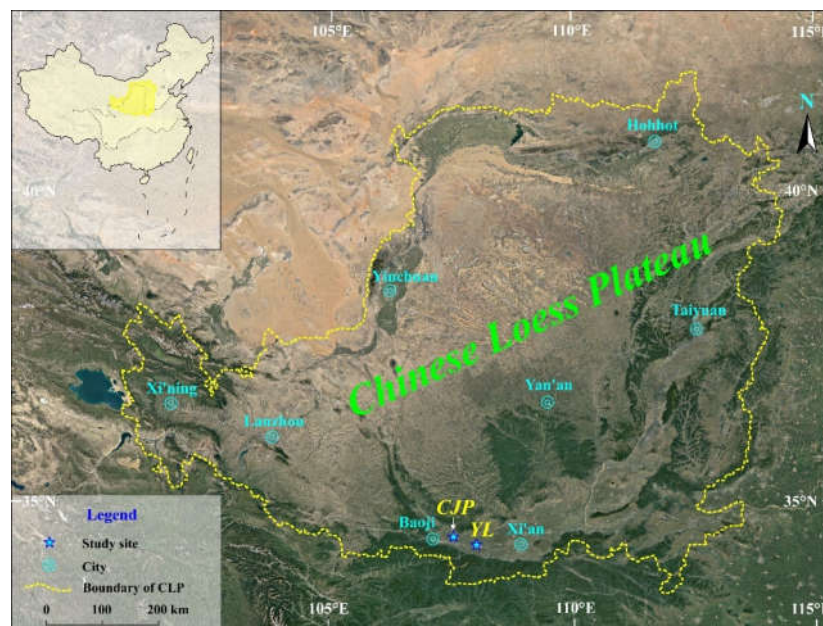 105°E
110°E
115°E
N
Hohhot
40°N
40°N
Yinchuan
Chinese Loess Plateau
Taiyuan
Xi'ning
Yan'an
Lanzhou
35°N
35°N
CJP
YL
Baoji
Xi'an
Legend
Study site
City
Boundary of CLP
0 100 200 km
105°E
110°E
115°E